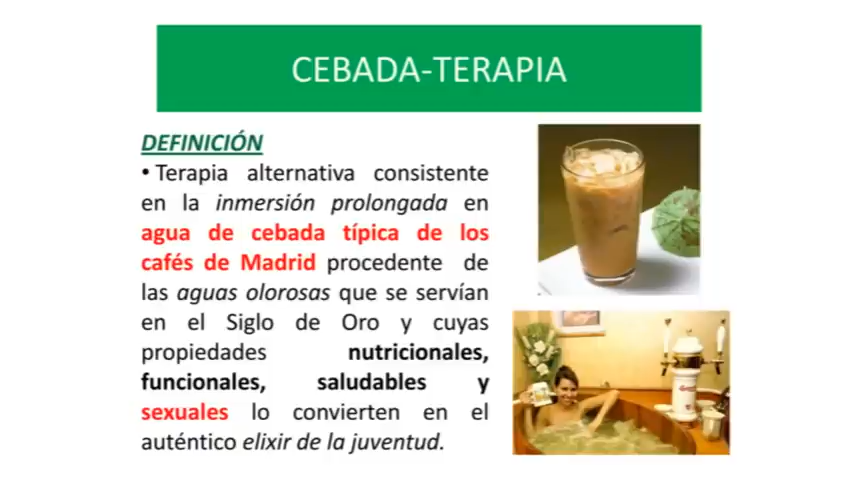 CEBADA-TERAPIA
DEFINICIÓN
• Terapia alternativa consistente
en la inmersión prolongada en
agua de cebada típica de los
cafés de Madrid procedente de
las aguas olorosas que se servían
en el Siglo de Oro y cuyas
propiedades nutricionales,
funcionales, saludables y
sexuales lo convierten en el
auténtico elixir de la juventud.